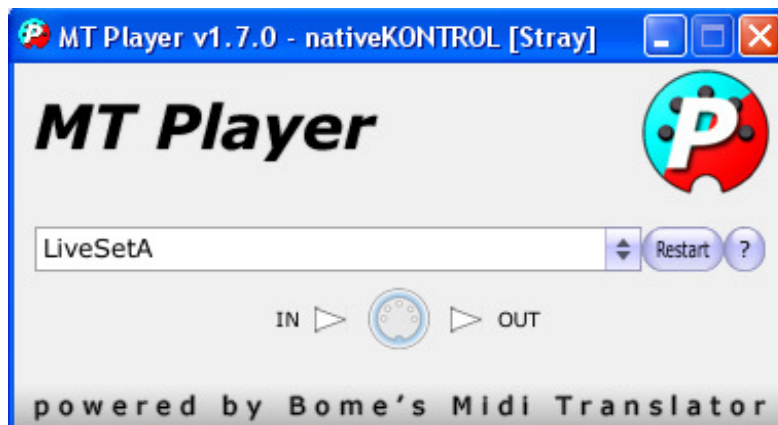 MT Player v1.7.0 - nativeKONTROL [Stray]
MT Player
P
LiveSetA
Restart ?
IN OUT
powered by Bome's Midi Translator